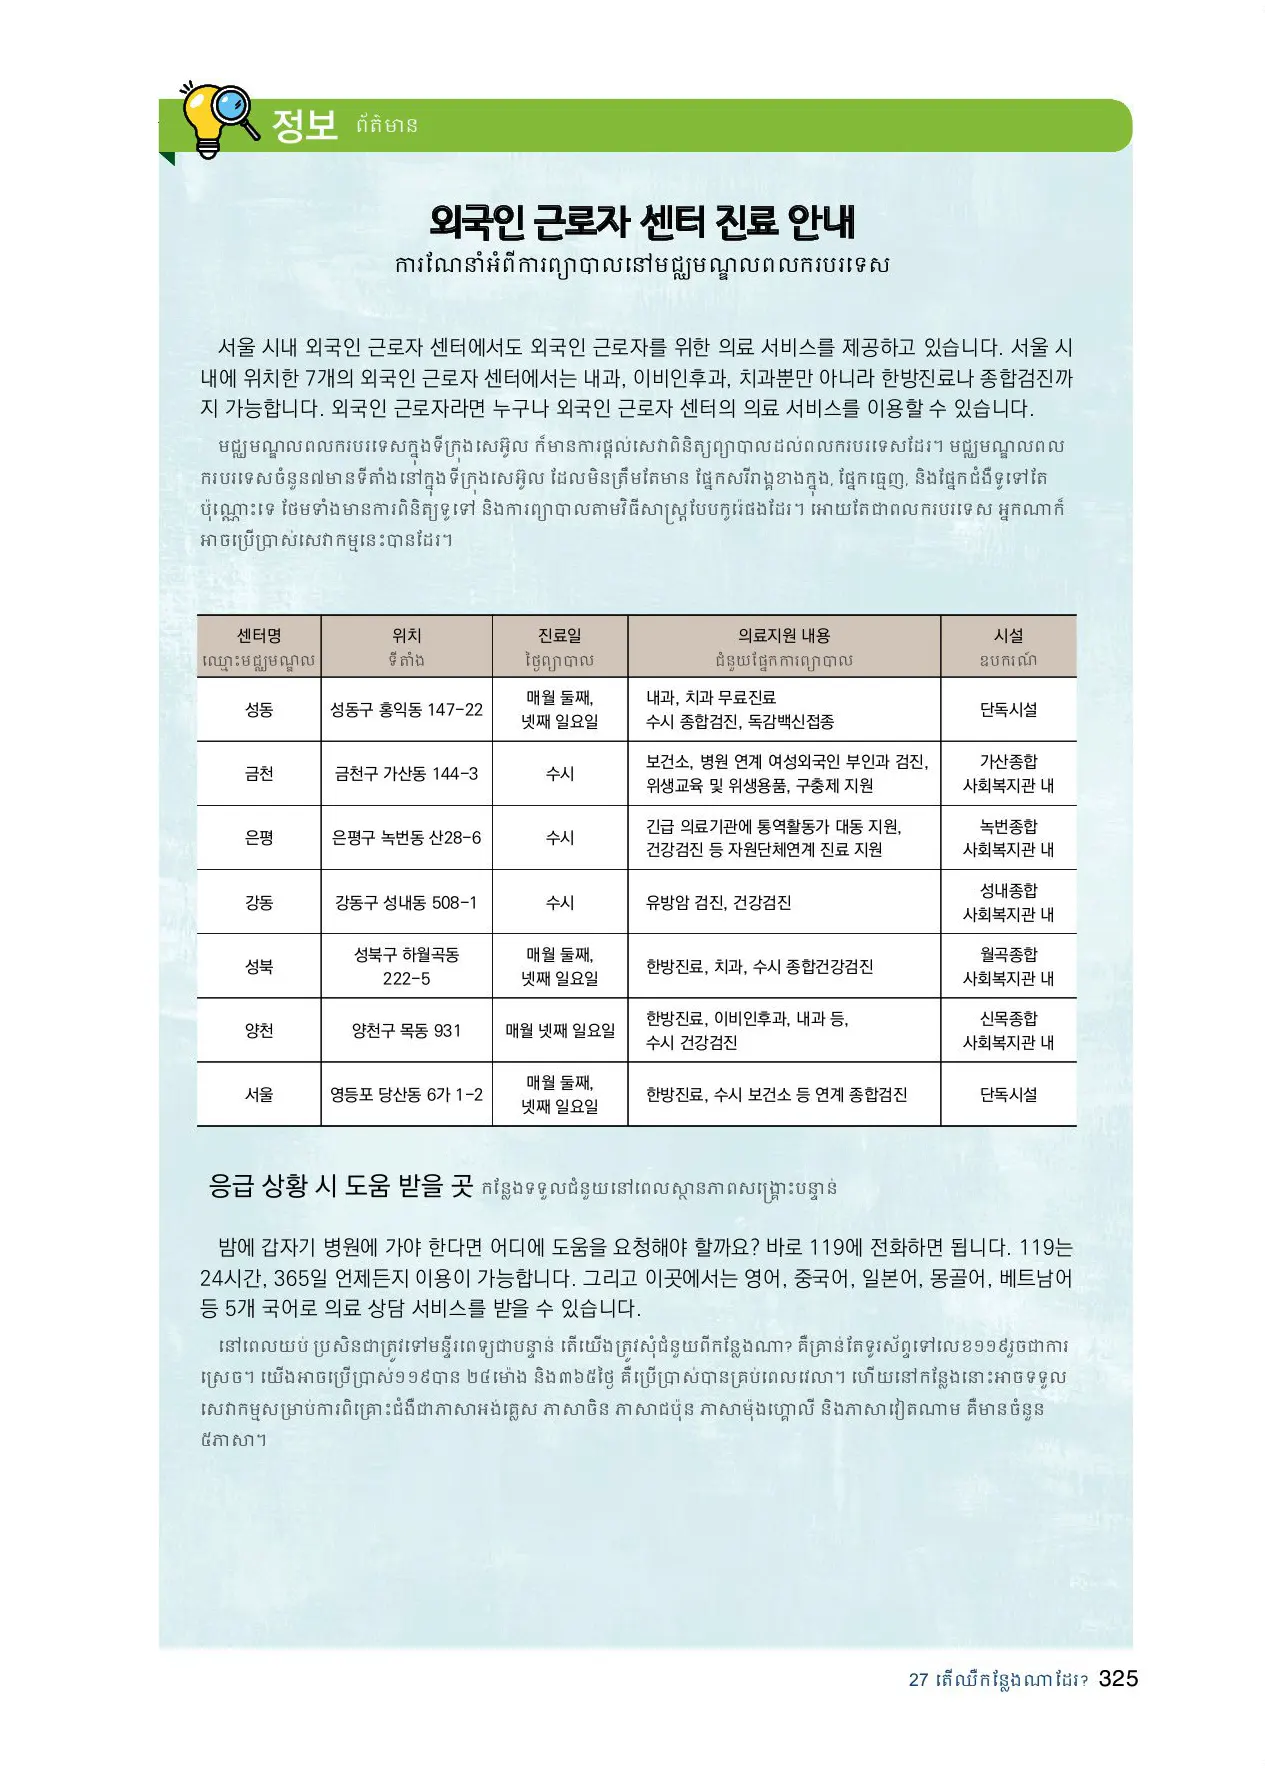 정보 ព័ត៌មាន
외국인 근로자 센터 진료 안내
ការណែនាំអំពីការព្យាបាលនៅមជ្ឈមណ្ឌលពលករបរទេស
서울 시내 외국인 근로자 센터에서도 외국인 근로자를 위한 의료 서비스를 제공하고 있습니다. 서울 시
내에 위치한 7개의 외국인 근로자 센터에서는 내과, 이비인후과, 치과뿐만 아니라 한방진료나 종합검진까
지 가능합니다. 외국인 근로자라면 누구나 외국인 근로자 센터의 의료 서비스를 이용할 수 있습니다.
មជ្ឈមណ្ឌលពលករបរទេសក្នុងទីក្រុងសេអ៊ូល ក៏មានការផ្តល់សេវាពិនិត្យព្យាបាលដល់ពលករបរទេសដែរ។ មជ្ឈមណ្ឌលពល
ករបរទេសចំនួន៧មានទីតាំងនៅក្នុងទីក្រុងសេអ៊ូល ដែលមិនត្រឹមតែមាន ផ្នែកសរីរាង្គខាងក្នុង, ផ្នែកធ្មេញ, និងផ្នែកជំងឺទូទៅតែ
ប៉ុណ្ណោះទេ ថែមទាំងមានការពិនិត្យទូទៅ និងការព្យាបាលតាមវិធីសាស្ត្របែបកូរ៉េផងដែរ។ អោយតែជាពលករបរទេស អ្នកណាក៏
អាចប្រើប្រាស់សេវាកម្មនេះបានដែរ។
센터명 위치 진료일 의료지원 내용 시설
ឈ្មោះមជ្ឈមណ្ឌល ទីតាំង ថ្ងៃព្យាបាល ជំនួយផ្នែកការព្យាបាល ឧបករណ៍
성동 성동구 홍익동 147-22 매월 둘째, 넷째 일요일 내과, 치과 무료진료 수시 종합검진, 독감백신접종 단독시설
금천 금천구 가산동 144-3 수시 보건소, 병원 연계 여성외국인 부인과 검진, 위생교육 및 위생용품, 구충제 지원 가산종합 사회복지관 내
은평 은평구 녹번동 산28-6 수시 긴급 의료기관에 통역활동가 대동 지원, 건강검진 등 자원단체연계 진료 지원 녹번종합 사회복지관 내
강동 강동구 성내동 508-1 수시 유방암 검진, 건강검진 성내종합 사회복지관 내
성북 성북구 하월곡동 222-5 매월 둘째, 넷째 일요일 한방진료, 치과, 수시 종합건강검진 월곡종합 사회복지관 내
양천 양천구 목동 931 매월 넷째 일요일 한방진료, 이비인후과, 내과 등, 수시 건강검진 신목종합 사회복지관 내
서울 영등포 당산동 6가 1-2 매월 둘째, 넷째 일요일 한방진료, 수시 보건소 등 연계 종합검진 단독시설
응급 상황 시 도움 받을 곳 កន្លែងទទួលជំនួយនៅពេលស្ថានភាពសង្គ្រោះបន្ទាន់
밤에 갑자기 병원에 가야 한다면 어디에 도움을 요청해야 할까요? 바로 119에 전화하면 됩니다. 119는
24시간, 365일 언제든지 이용이 가능합니다. 그리고 이곳에서는 영어, 중국어, 일본어, 몽골어, 베트남어
등 5개 국어로 의료 상담 서비스를 받을 수 있습니다.
នៅពេលយប់ ប្រសិនជាត្រូវទៅមន្ទីរពេទ្យជាបន្ទាន់ តើយើងត្រូវសុំជំនួយពីកន្លែងណា? គឺគ្រាន់តែទូរស័ព្ទទៅលេខ១១៩រួចជាការ
ស្រេច។ យើងអាចប្រើប្រាស់១១៩បាន ២៤ម៉ោង និង៣៦៥ថ្ងៃ គឺប្រើប្រាស់បានគ្រប់ពេលវេលា។ ហើយនៅកន្លែងនោះអាចទទួល
សេវាកម្មសម្រាប់ការពិគ្រោះជំងឺជាភាសាអង់គ្លេស ភាសាចិន ភាសាជប៉ុន ភាសាម៉ុងហ្គោលី និងភាសាវៀតណាម គឺមានចំនួន
៥ភាសា។
27 តើឈឺកន្លែងណាដែរ? 325